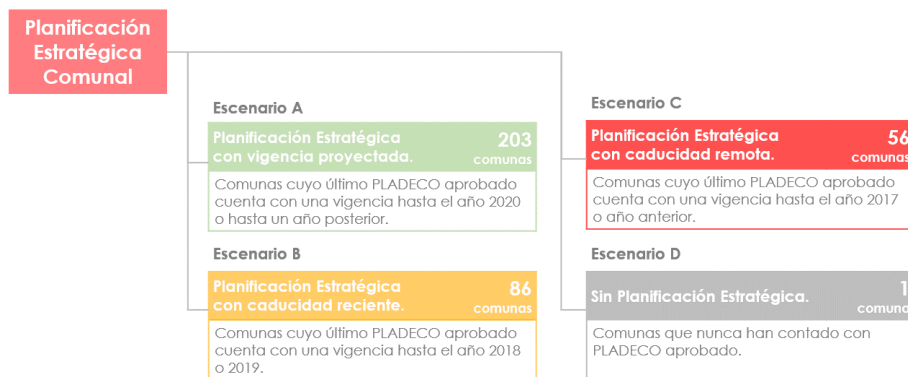 Planificación
Estratégica
Comunal
Escenario A
Planificación Estratégica
con vigencia proyectada.
203
comunas
Comunas cuyo último PLADECO aprobado
cuenta con una vigencia hasta el año 2020
o hasta un año posterior.
Escenario B
Planificación Estratégica
con caducidad reciente.
86
comunas
Comunas cuyo último PLADECO aprobado
cuenta con una vigencia hasta el año 2018
o 2019.
Escenario C
Planificación Estratégica
con caducidad remota.
56
comunas
Comunas cuyo último PLADECO aprobado
cuenta con una vigencia hasta el año 2017
o año anterior.
Escenario D
Sin Planificación Estratégica.
1
comuna
Comunas que nunca han contado con
PLADECO aprobado.